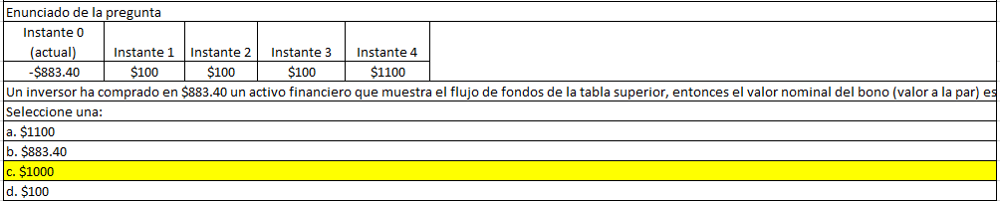 Enunciado de la pregunta
Instante 0
(actual) Instante 1 Instante 2 Instante 3 Instante 4
-$883.40 $100 $100 $100 $1100
Un inversor ha comprado en $883.40 un activo financiero que muestra el flujo de fondos de la tabla superior, entonces el valor nominal del bono (valor a la par) es
Seleccione una:
a. $1100
b. $883.40
c. $1000
d. $100